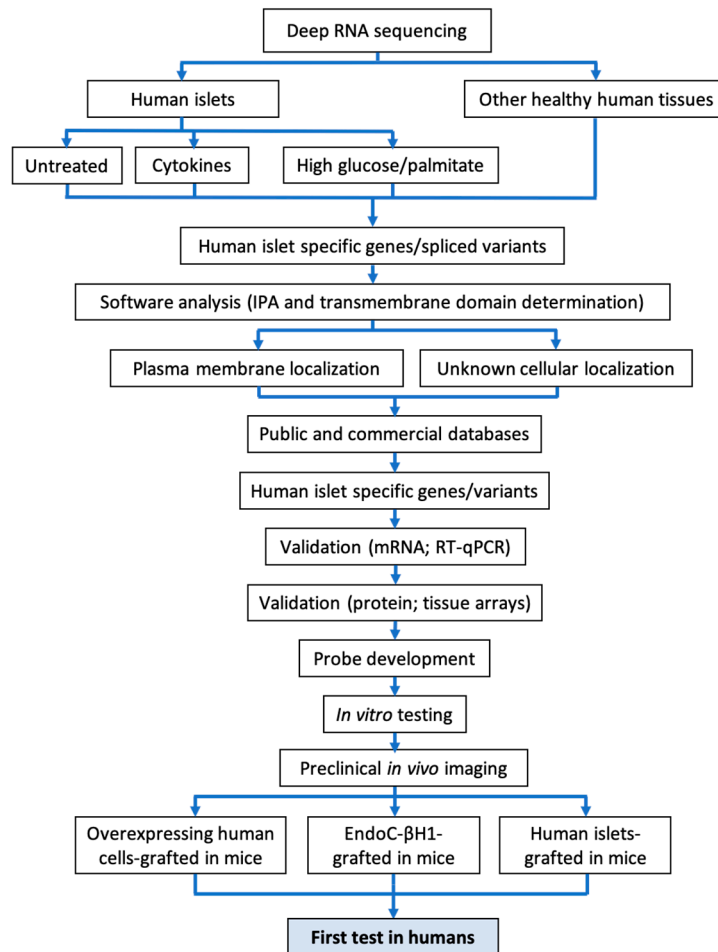 Deep RNA sequencing
Human islets
Other healthy human tissues
Untreated
Cytokines
High glucose/palmitate
Human islet specific genes/spliced variants
Software analysis (IPA and transmembrane domain determination)
Plasma membrane localization
Unknown cellular localization
Public and commercial databases
Human islet specific genes/variants
Validation (mRNA; RT-qPCR)
Validation (protein; tissue arrays)
Probe development
In vitro testing
Preclinical in vivo imaging
Overexpressing human
cells-grafted in mice
EndoC-βH1-
grafted in mice
Human islets-
grafted in mice
First test in humans